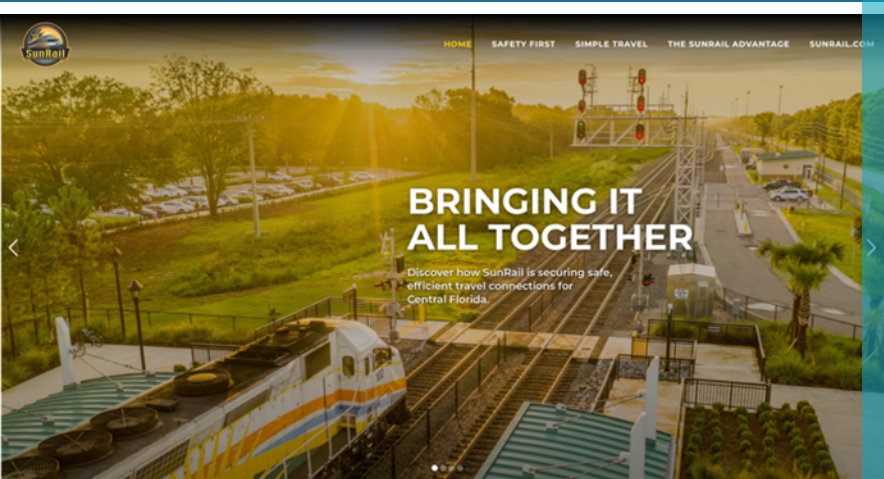 SunRail
HOME SAFETY FIRST SIMPLE TRAVEL THE SUNRAIL ADVANTAGE SUNRAIL.COM
BRINGING IT
ALL TOGETHER
Discover how SunRail is securing safe,
efficient travel connections for
Central Florida.